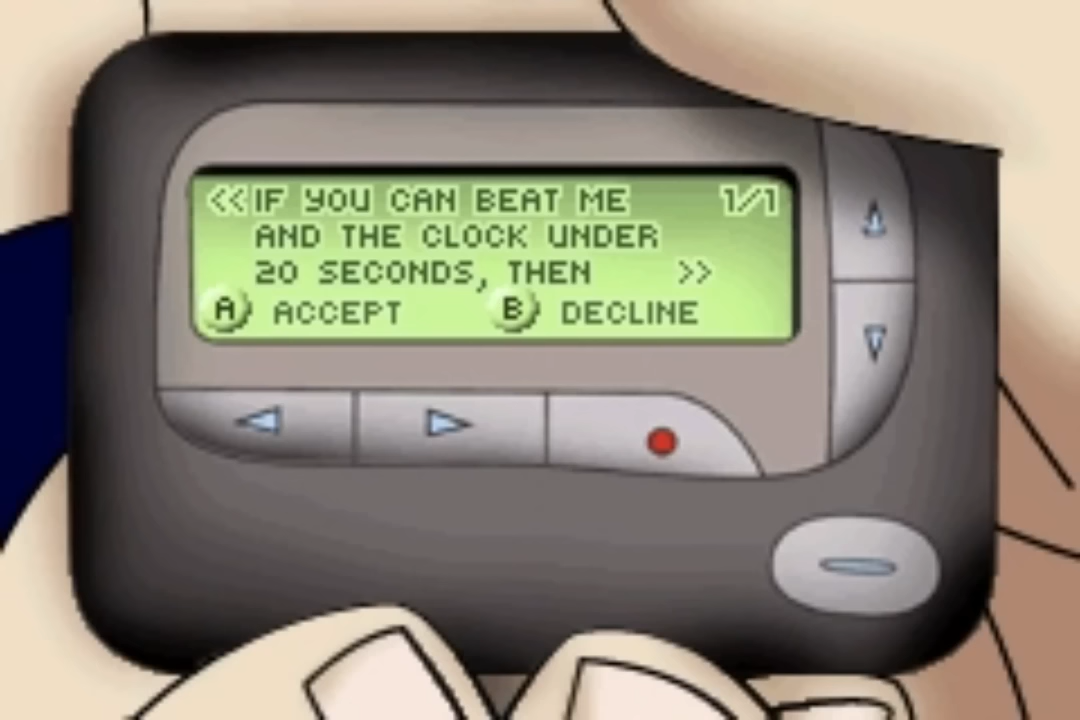 <<IF YOU CAN BEAT ME 1/1
AND THE CLOCK UNDER
20 SECONDS, THEN >>
A ACCEPT B DECLINE